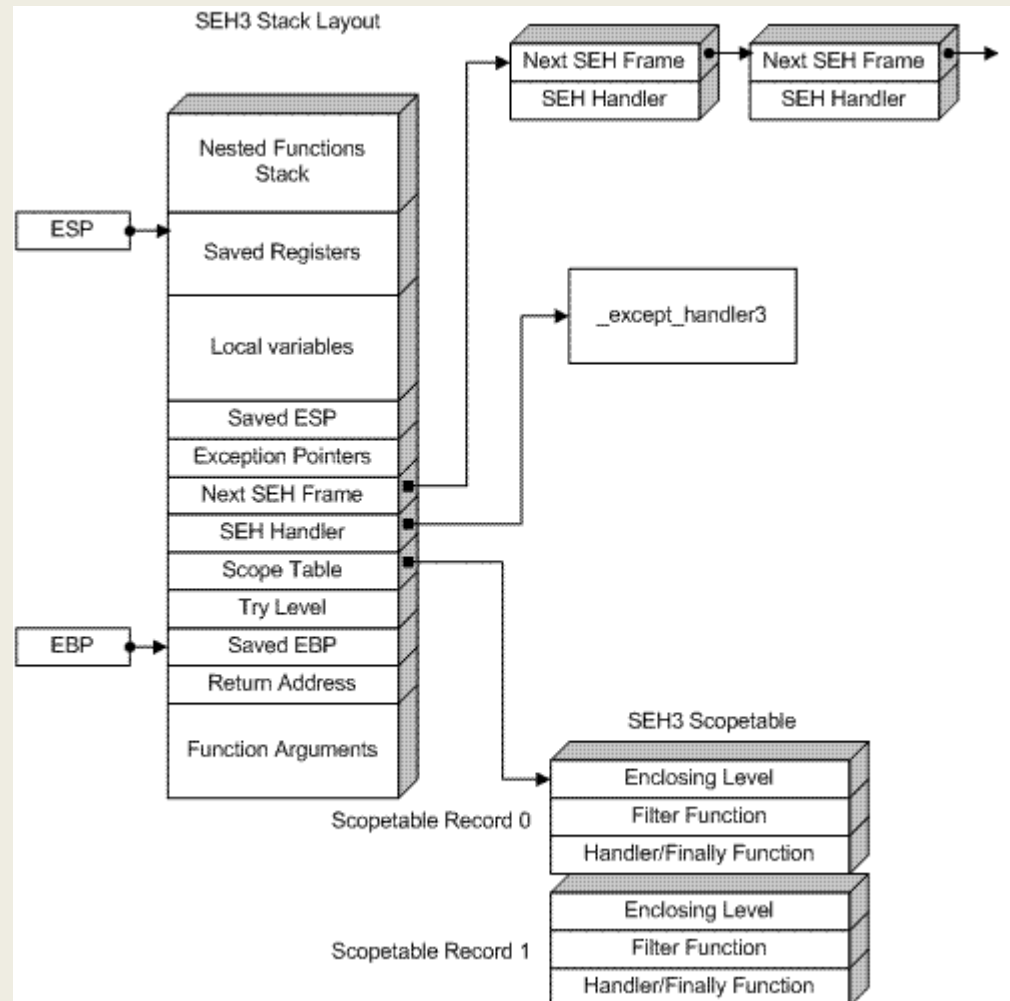 SEH3 Stack Layout
Next SEH Frame
SEH Handler
Next SEH Frame
SEH Handler
Nested Functions
Stack
ESP
Saved Registers
_except_handler3
Local variables
Saved ESP
Exception Pointers
Next SEH Frame
SEH Handler
Scope Table
Try Level
EBP
Saved EBP
Return Address
Function Arguments
SEH3 Scopetable
Scopetable Record 0
Enclosing Level
Filter Function
Handler/Finally Function
Scopetable Record 1
Enclosing Level
Filter Function
Handler/Finally Function